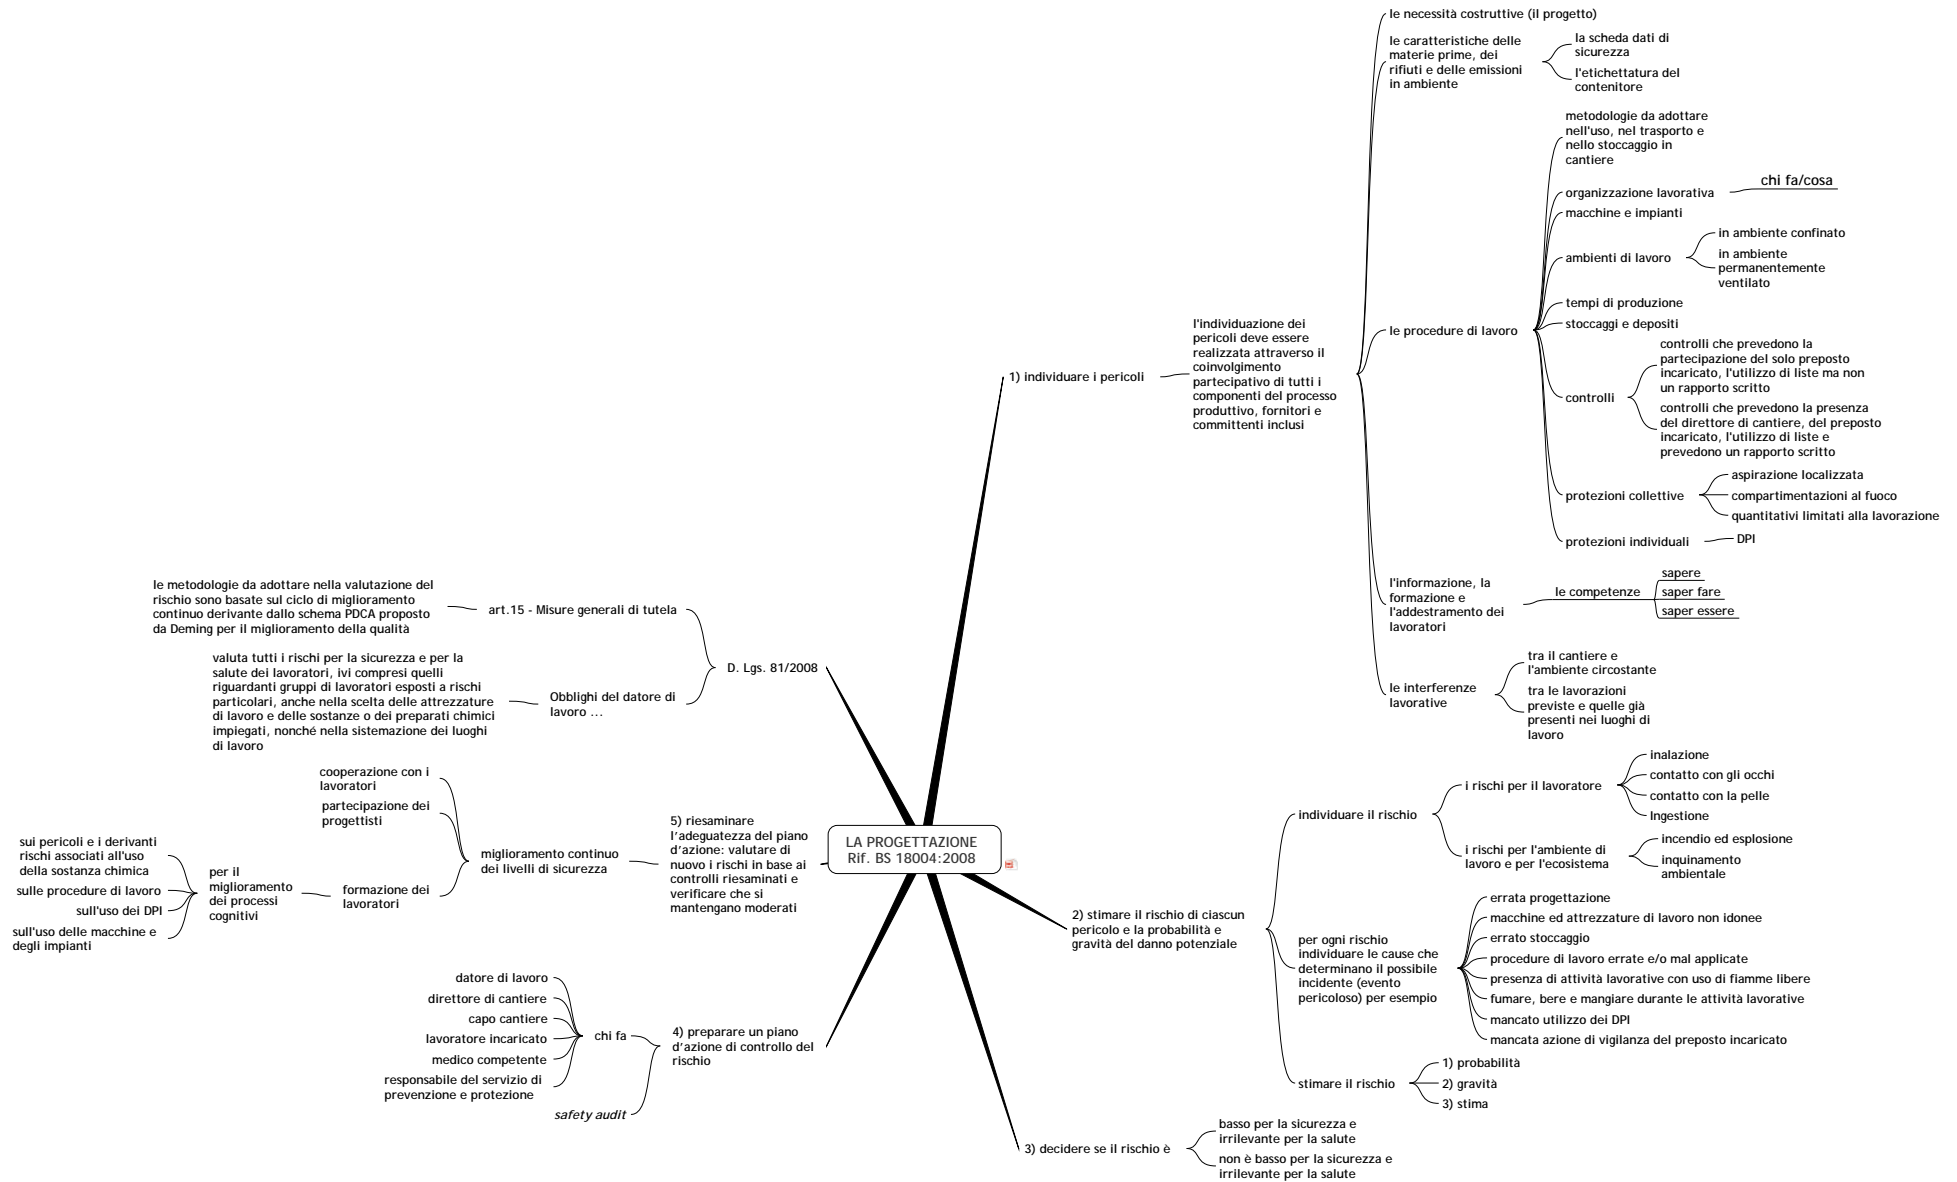 LA PROGETTAZIONE
Rif. BS 18004:2008
1) individuare i pericoli
l'individuazione dei
pericoli deve essere
realizzata attraverso il
coinvolgimento
partecipativo di tutti i
componenti del processo
produttivo, fornitori e
committenti inclusi
le necessità costruttive (il progetto)
le caratteristiche delle
materie prime, dei
rifiuti e delle emissioni
in ambiente
la scheda dati di
sicurezza
l'etichettatura del
contenitore
le procedure di lavoro
metodologie da adottare
nell'uso, nel trasporto e
nello stoccaggio in
cantiere
organizzazione lavorativa
chi fa/cosa
macchine e impianti
ambienti di lavoro
in ambiente confinato
in ambiente
permanentemente
ventilato
tempi di produzione
stoccaggi e depositi
controlli
controlli che prevedono la
partecipazione del solo preposto
incaricato, l'utilizzo di liste ma non
un rapporto scritto
controlli che prevedono la presenza
del direttore di cantiere, del preposto
incaricato, l'utilizzo di liste e
prevedono un rapporto scritto
protezioni collettive
aspirazione localizzata
compartimentazioni al fuoco
quantitativi limitati alla lavorazione
protezioni individuali
DPI
l'informazione, la
formazione e
l'addestramento dei
lavoratori
le competenze
sapere
saper fare
saper essere
le interferenze
lavorative
tra il cantiere e
l'ambiente circostante
tra le lavorazioni
previste e quelle già
presenti nei luoghi di
lavoro
2) stimare il rischio di ciascun
pericolo e la probabilità e
gravità del danno potenziale
individuare il rischio
i rischi per il lavoratore
inalazione
contatto con gli occhi
contatto con la pelle
Ingestione
i rischi per l'ambiente di
lavoro e per l'ecosistema
incendio ed esplosione
inquinamento
ambientale
per ogni rischio
individuare le cause che
determinano il possibile
incidente (evento
pericoloso) per esempio
errata progettazione
macchine ed attrezzature di lavoro non idonee
errato stoccaggio
procedure di lavoro errate e/o mal applicate
presenza di attività lavorative con uso di fiamme libere
fumare, bere e mangiare durante le attività lavorative
mancato utilizzo dei DPI
mancata azione di vigilanza del preposto incaricato
stimare il rischio
1) probabilità
2) gravità
3) stima
3) decidere se il rischio è
basso per la sicurezza e
irrilevante per la salute
non è basso per la sicurezza e
irrilevante per la salute
4) preparare un piano
d'azione di controllo del
rischio
chi fa
datore di lavoro
direttore di cantiere
capo cantiere
lavoratore incaricato
medico competente
responsabile del servizio di
prevenzione e protezione
safety audit
5) riesaminare
l'adeguatezza del piano
d'azione: valutare di
nuovo i rischi in base ai
controlli riesaminati e
verificare che si
mantengano moderati
miglioramento continuo
dei livelli di sicurezza
cooperazione con i
lavoratori
partecipazione dei
progettisti
formazione dei
lavoratori
per il
miglioramento
dei processi
cognitivi
sui pericoli e i derivanti
rischi associati all'uso
della sostanza chimica
sulle procedure di lavoro
sull'uso dei DPI
sull'uso delle macchine e
degli impianti
D. Lgs. 81/2008
art.15 - Misure generali di tutela
le metodologie da adottare nella valutazione del
rischio sono basate sul ciclo di miglioramento
continuo derivante dallo schema PDCA proposto
da Deming per il miglioramento della qualità
Obblighi del datore di
lavoro ...
valuta tutti i rischi per la sicurezza e per la
salute dei lavoratori, ivi compresi quelli
riguardanti gruppi di lavoratori esposti a rischi
particolari, anche nella scelta delle attrezzature
di lavoro e delle sostanze o dei preparati chimici
impiegati, nonché nella sistemazione dei luoghi
di lavoro